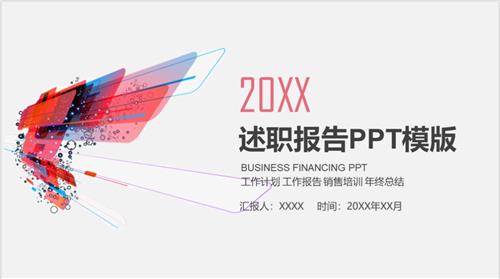 20XX
述职报告PPT模版
BUSINESS FINANCING PPT
工作计划 工作报告 销售培训 年终总结
汇报人：XXXX 时间：20XX年XX月